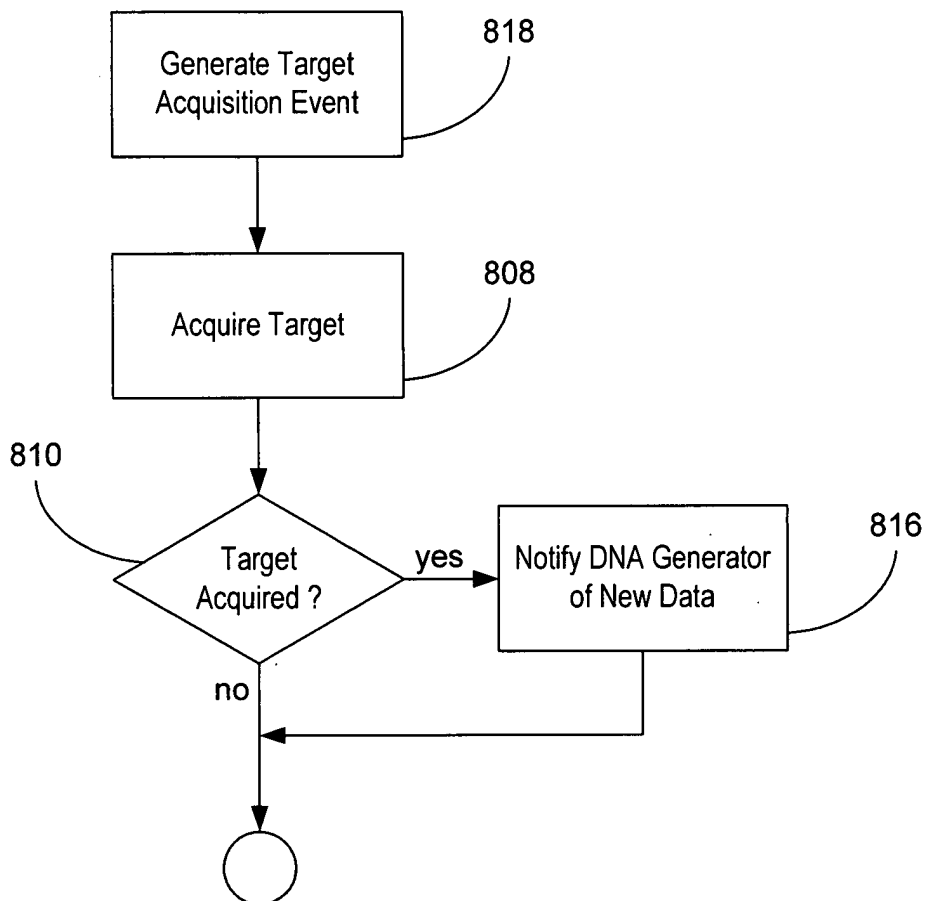 818
Generate Target
Acquisition Event
808
Acquire Target
810
Target
Acquired ?
yes
816
Notify DNA Generator
of New Data
no